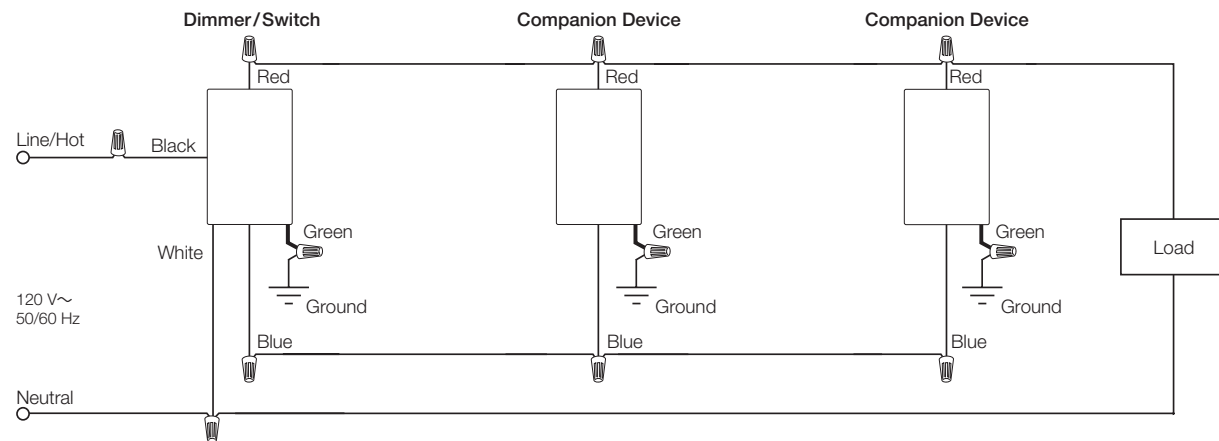 Dimmer/Switch
Companion Device
Companion Device
Red
Red
Red
Line/Hot
Black
Green
Green
Green
White
Load
120 V~
50/60 Hz
Ground
Ground
Ground
Blue
Blue
Blue
Neutral